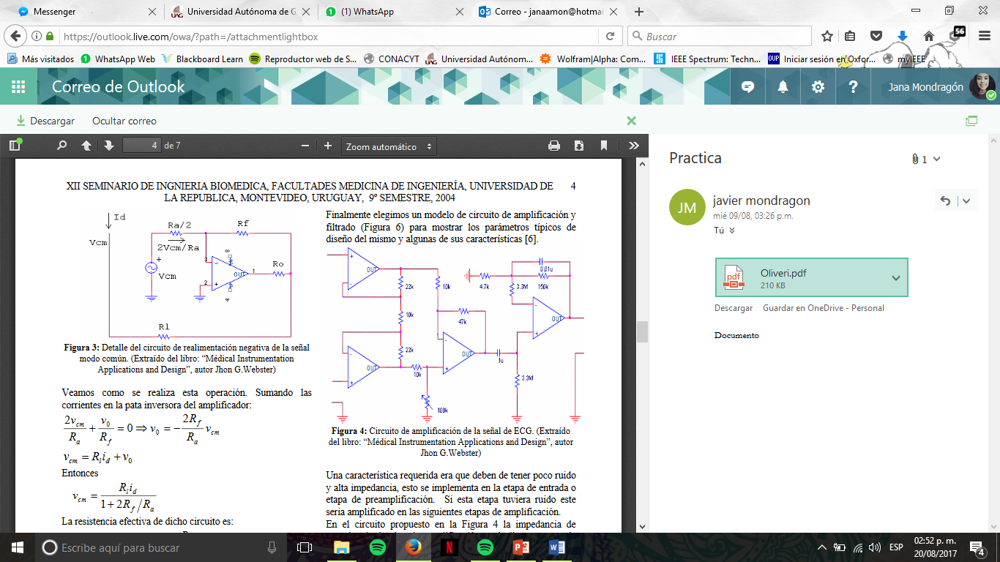 Messenger
Universidad Autónoma de G
(1) WhatsApp
Correo - janaamon@hotmai
https://outlook.live.com/owa/?path=/attachmentlightbox
Buscar
56
Más visitados
WhatsApp Web
Blackboard Learn
Reproductor web de S...
CONACYT
Universidad Autónom...
Wolfram|Alpha: Com...
IEEE Spectrum: Techn...
Iniciar sesión en Oxfor...
myIEEE
Correo de Outlook
Jana Mondragón
Descargar
Ocultar correo
4 de 7
Zoom automático
XII SEMINARIO DE INGNIERIA BIOMEDICA, FACULTADES MEDICINA DE INGENIERÍA, UNIVERSIDAD DE 4
LA REPUBLICA, MONTEVIDEO, URUGUAY, 9º SEMESTRE, 2004
Id
Ra/2
Rf
Vcm
2Vcm/Ra
8
3
-
OUT
1
Ro
+
Vcm
2
+
4
Rl
Figura 3: Detalle del circuito de realimentación negativa de la señal
modo común. (Extraído del libro: “Médical Instrumentation
Applications and Design”, autor Jhon G.Webster)
Veamos como se realiza esta operación. Sumando las
corrientes en la pata inversora del amplificador:
2v_cm/R_a + v_0/R_f = 0 ⇒ v_0 = −2R_f/R_a v_cm
v_cm = R_l i_d + v_0
Entonces
v_cm = R_l i_d / 1 + 2R_f/R_a
La resistencia efectiva de dicho circuito es:
Finalmente elegimos un modelo de circuito de amplificación y
filtrado (Figura 6) para mostrar los parámetros típicos de
diseño del mismo y algunas de sus características [6].
+
OUT
-
22k
10k
4.7k
3.3M
0.01u
150k
-
OUT
+
10k
47k
-
OUT
+
22k
1u
-
OUT
+
10k
3.3M
100k
Figura 4: Circuito de amplificación de la señal de ECG. (Extraído
del libro: “Médical Instrumentation Applications and Design”, autor
Jhon G.Webster)
Una característica requerida era que deben de tener poco ruido
y alta impedancia, esto se implementa en la etapa de entrada o
etapa de preamplificación. Si esta etapa tuviera ruido este
seria amplificado en las siguientes etapas de amplificación.
En el circuito propuesto en la Figura 4 la impedancia de
Practica
1
JM
javier mondragon
mié 09/08, 03:26 p.m.
Tú
pdf
Oliveri.pdf
210 KB
Descargar
Guardar en OneDrive - Personal
Documento
Escribe aquí para buscar
ESP
02:52 p. m.
20/08/2017
4